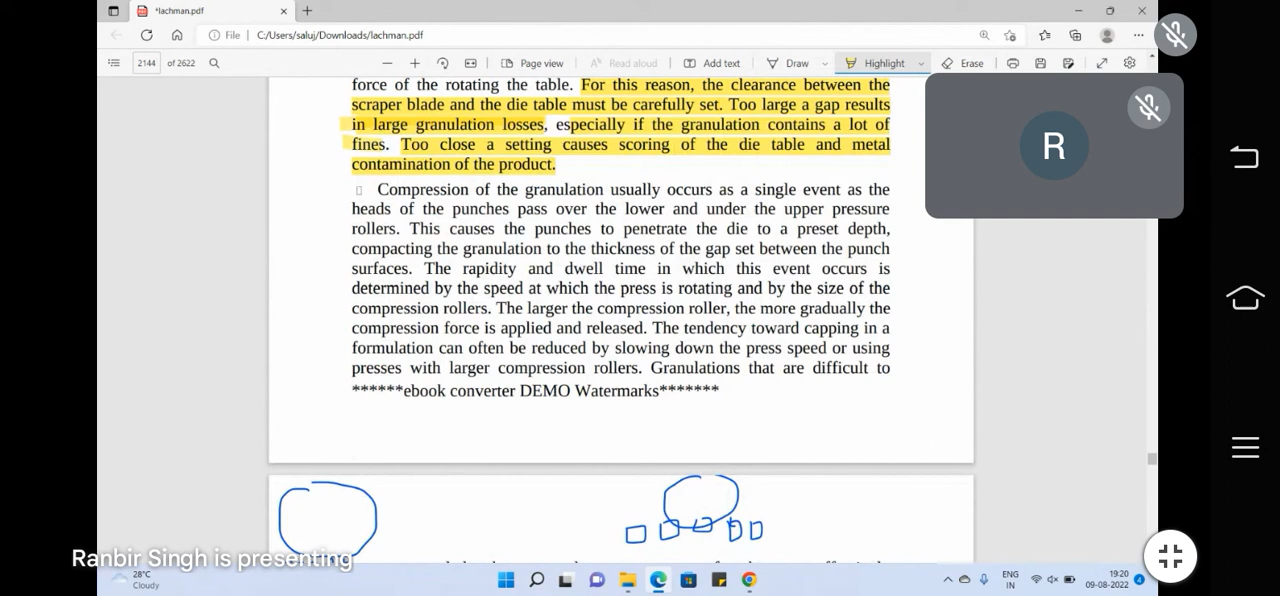 *lachman.pdf
File
C:/Users/saluj/Downloads/lachman.pdf
2144
of 2622
Page view
Read aloud
Add text
Draw
Highlight
Erase
force of the rotating the table. For this reason, the clearance between the
scraper blade and the die table must be carefully set. Too large a gap results
in large granulation losses, especially if the granulation contains a lot of
fines. Too close a setting causes scoring of the die table and metal
contamination of the product.
Compression of the granulation usually occurs as a single event as the
heads of the punches pass over the lower and under the upper pressure
rollers. This causes the punches to penetrate the die to a preset depth,
compacting the granulation to the thickness of the gap set between the punch
surfaces. The rapidity and dwell time in which this event occurs is
determined by the speed at which the press is rotating and by the size of the
compression rollers. The larger the compression roller, the more gradually the
compression force is applied and released. The tendency toward capping in a
formulation can often be reduced by slowing down the press speed or using
presses with larger compression rollers. Granulations that are difficult to
******ebook converter DEMO Watermarks*******
R
Ranbir Singh is presenting
28°C
Cloudy
ENG
IN
19:20
09-08-2022
4